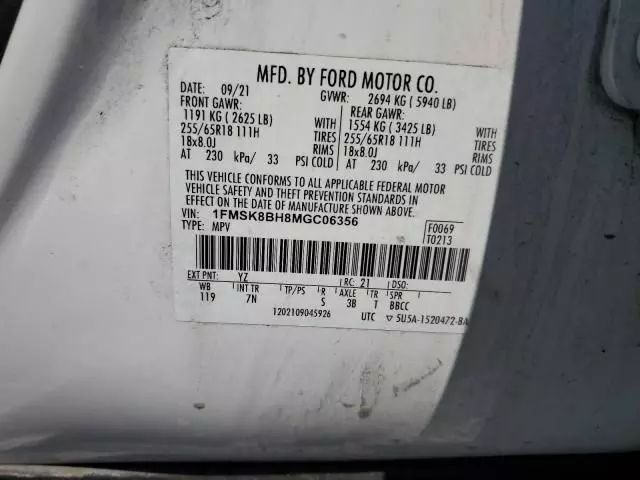 MFD. BY FORD MOTOR CO.
DATE: 09/21 GVWR: 2694 KG ( 5940 LB)
FRONT GAWR: REAR GAWR:
1191 KG ( 2625 LB) WITH 1554 KG ( 3425 LB) WITH
255/65R18 111H TIRES 255/65R18 111H TIRES
18x8.0J RIMS 18x8.0J RIMS
AT 230 kPa/ 33 PSI COLD AT 230 kPa/ 33 PSI COLD
THIS VEHICLE CONFORMS TO ALL APPLICABLE FEDERAL MOTOR
VEHICLE SAFETY AND THEFT PREVENTION STANDARDS IN
EFFECT ON THE DATE OF MANUFACTURE SHOWN ABOVE.
VIN: 1FMSK8BH8MGC06356 F0069
TYPE: MPV T0213
EXT PNT: YZ RC: 21 DSO:
WB INT TR TP/PS R AXLE TR SPR
119 7N S 3B T BBCC
1202109045926 UTC ▽ 5U5A-1520472-BA